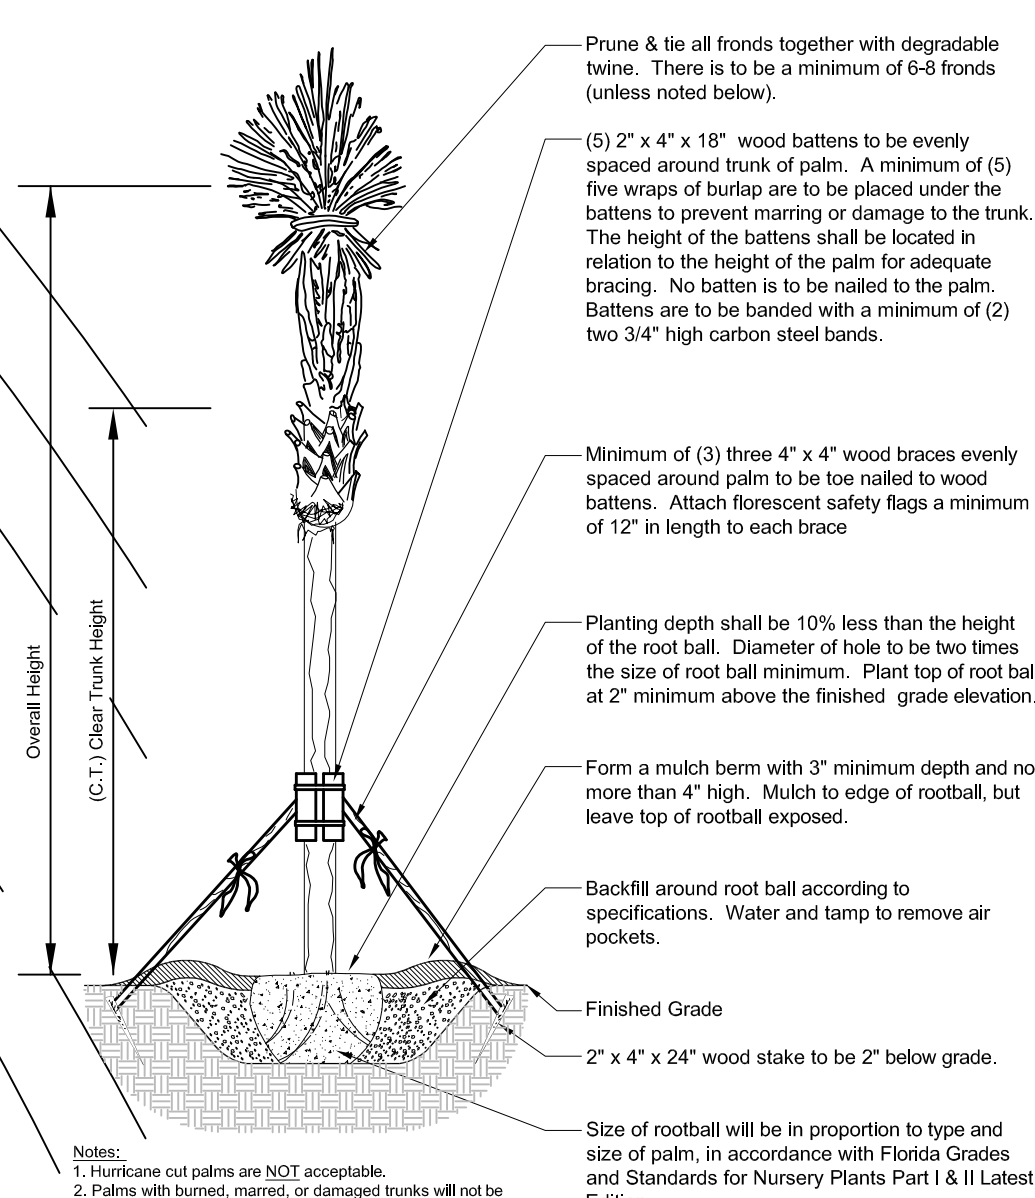 Prune & tie all fronds together with degradable
twine. There is to be a minimum of 6-8 fronds
(unless noted below).
(5) 2" x 4" x 18" wood battens to be evenly
spaced around trunk of palm. A minimum of (5)
five wraps of burlap are to be placed under the
battens to prevent marring or damage to the trunk.
The height of the battens shall be located in
relation to the height of the palm for adequate
bracing. No batten is to be nailed to the palm.
Battens are to be banded with a minimum of (2)
two 3/4" high carbon steel bands.
Minimum of (3) three 4" x 4" wood braces evenly
spaced around palm to be toe nailed to wood
battens. Attach florescent safety flags a minimum
of 12" in length to each brace
Planting depth shall be 10% less than the height
of the root ball. Diameter of hole to be two times
the size of root ball minimum. Plant top of root bal
at 2" minimum above the finished grade elevation.
Form a mulch berm with 3" minimum depth and no
more than 4" high. Mulch to edge of rootball, but
leave top of rootball exposed.
Backfill around root ball according to
specifications. Water and tamp to remove air
pockets.
Finished Grade
2" x 4" x 24" wood stake to be 2" below grade.
Size of rootball will be in proportion to type and
size of palm, in accordance with Florida Grades
and Standards for Nursery Plants Part I & II Latest
Overall Height
(C.T.) Clear Trunk Height
Notes:
1. Hurricane cut palms are NOT acceptable.
2. Palms with burned, marred, or damaged trunks will not be